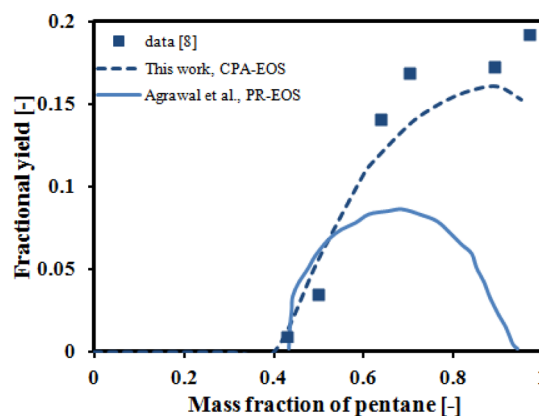 0.2
data [8]
This work, CPA-EOS
Agrawal et al., PR-EOS
0.15
0.1
0.05
0
Fractional yield [-]
0 0.2 0.4 0.6 0.8 1
Mass fraction of pentane [-]